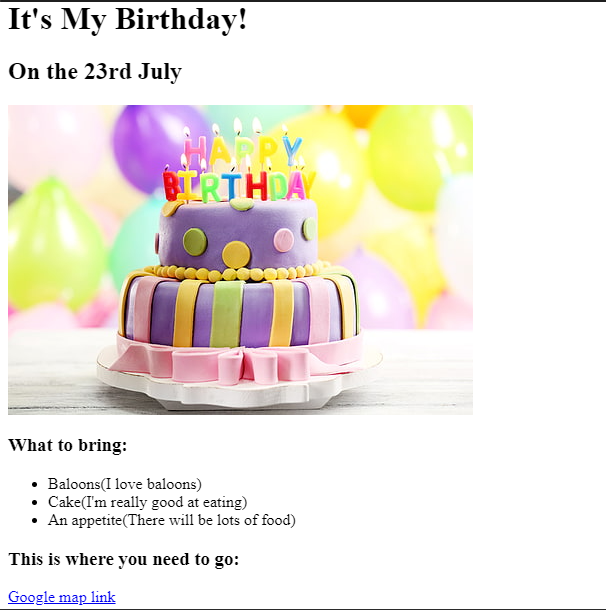 It's My Birthday!
On the 23rd July
HAPPY
BIRTHDAY
What to bring:
Baloons(I love baloons)
Cake(I'm really good at eating)
An appetite(There will be lots of food)
This is where you need to go:
Google map link